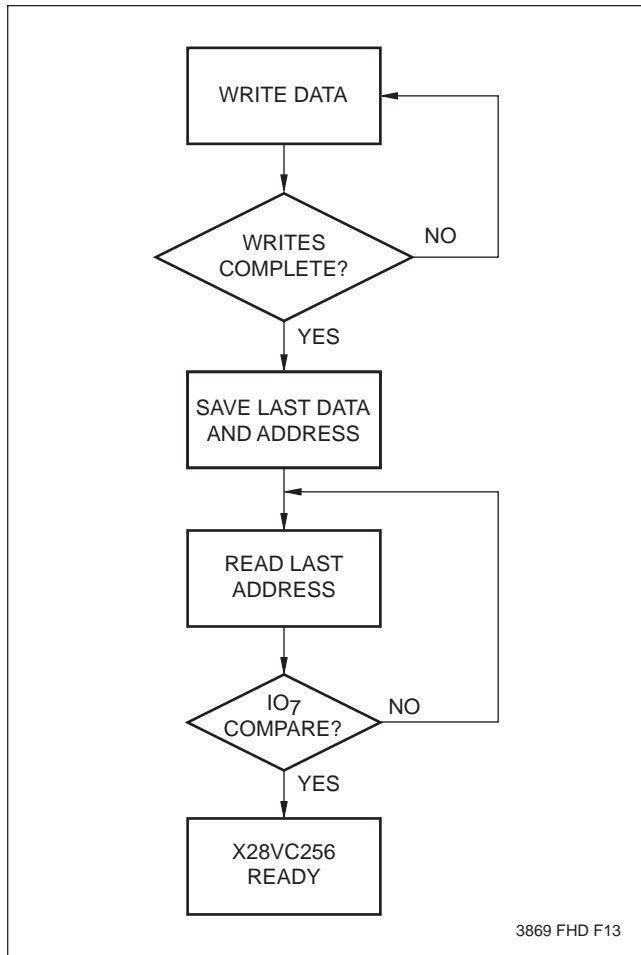 WRITE DATA
WRITES
COMPLETE?
NO
YES
SAVE LAST DATA
AND ADDRESS
READ LAST
ADDRESS
IO7
COMPARE?
NO
YES
X28VC256
READY
3869 FHD F13